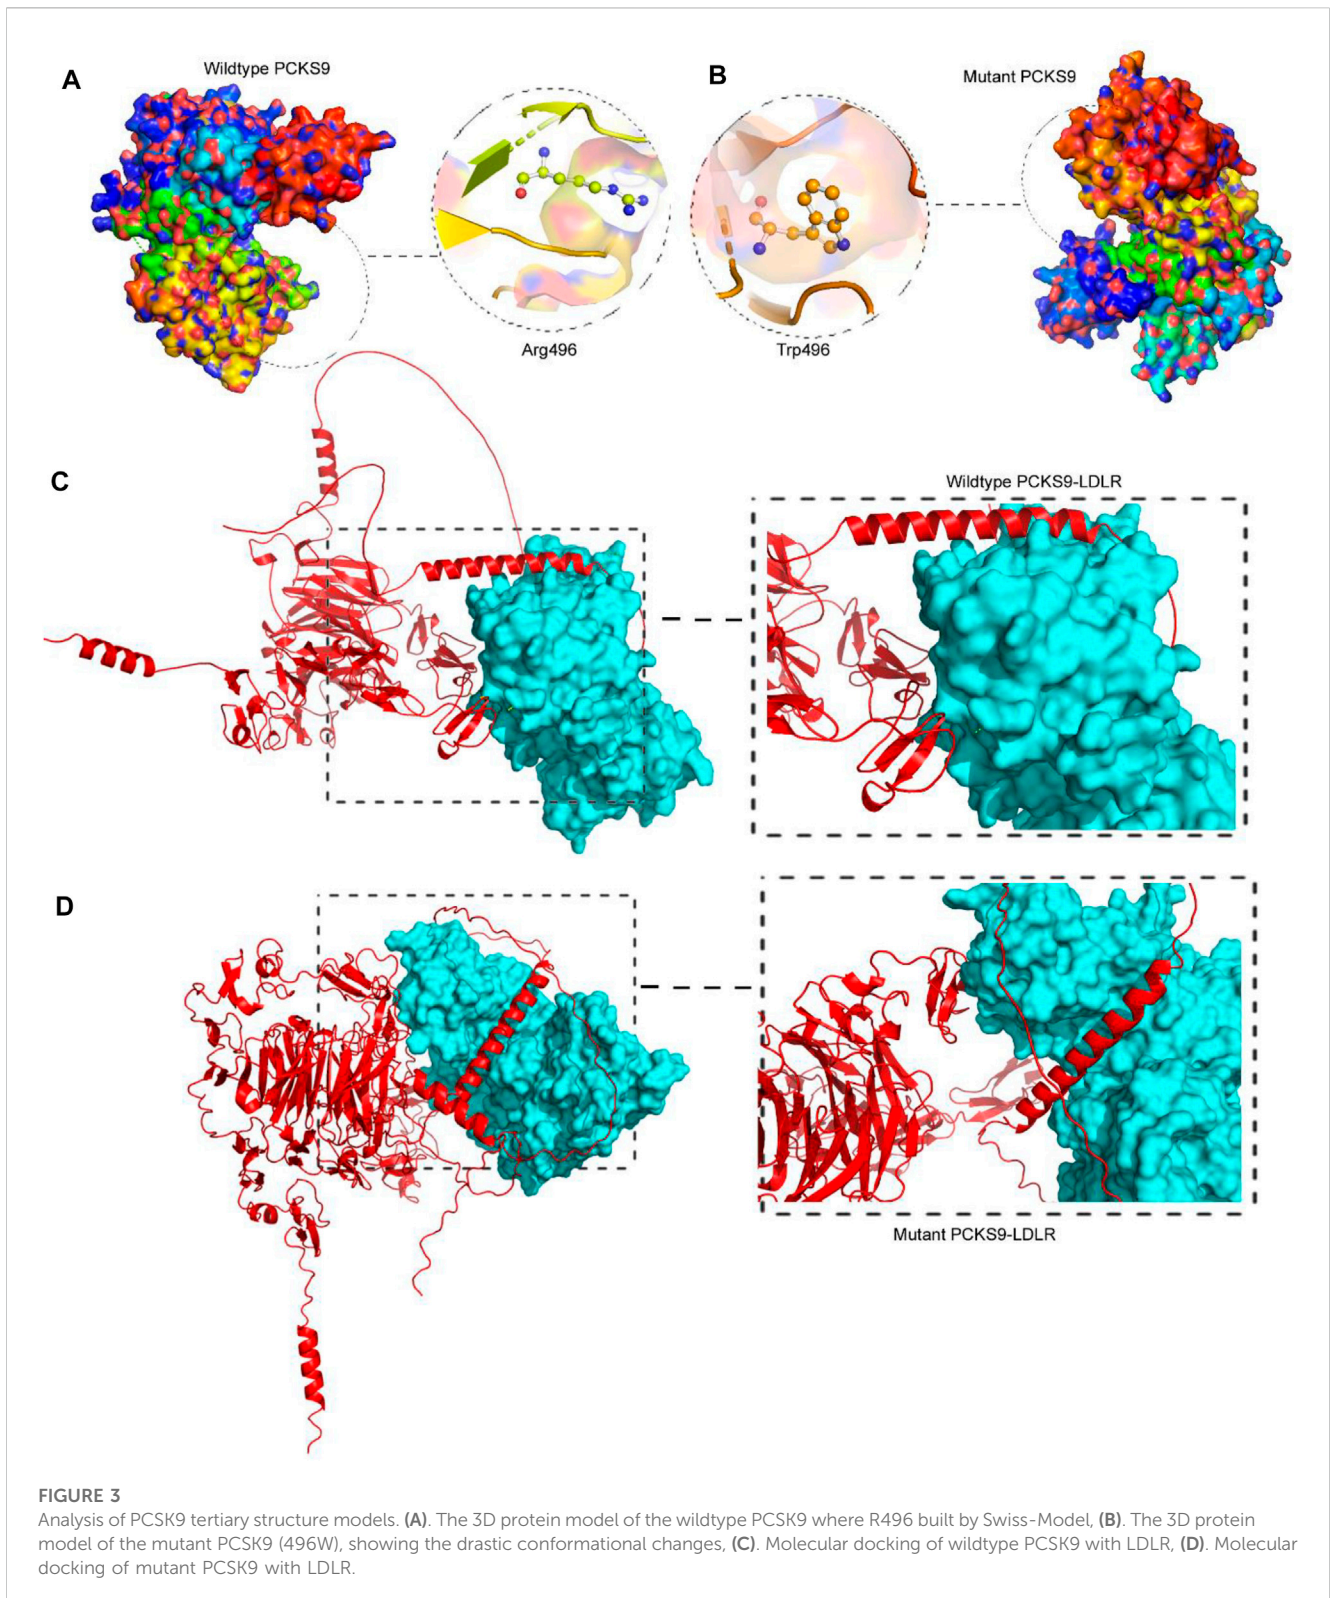 A
Wildtype PCKS9
B
Mutant PCKS9
Arg496
Trp496
C
Wildtype PCKS9-LDLR
D
Mutant PCKS9-LDLR
FIGURE 3
Analysis of PCSK9 tertiary structure models. (A). The 3D protein model of the wildtype PCSK9 where R496 built by Swiss-Model, (B). The 3D protein
model of the mutant PCSK9 (496W), showing the drastic conformational changes, (C). Molecular docking of wildtype PCSK9 with LDLR, (D). Molecular
docking of mutant PCSK9 with LDLR.